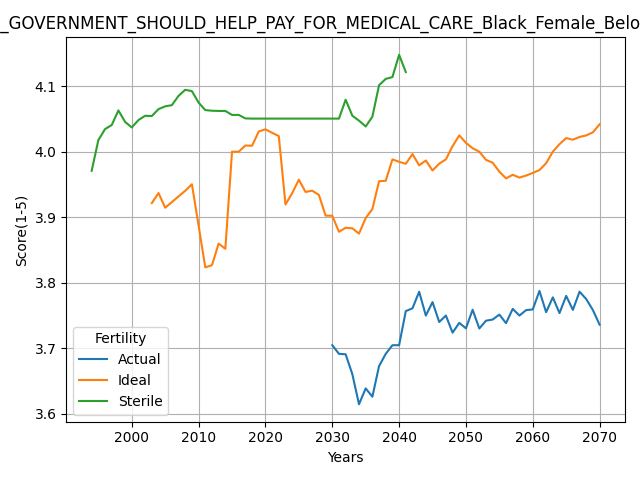 _GOVERNMENT_SHOULD_HELP_PAY_FOR_MEDICAL_CARE_Black_Female_Belo
4.1
4.0
3.9
3.8
3.7
3.6
Score(1-5)
Fertility
Actual
Ideal
Sterile
2000 2010 2020 2030 2040 2050 2060 2070
Years